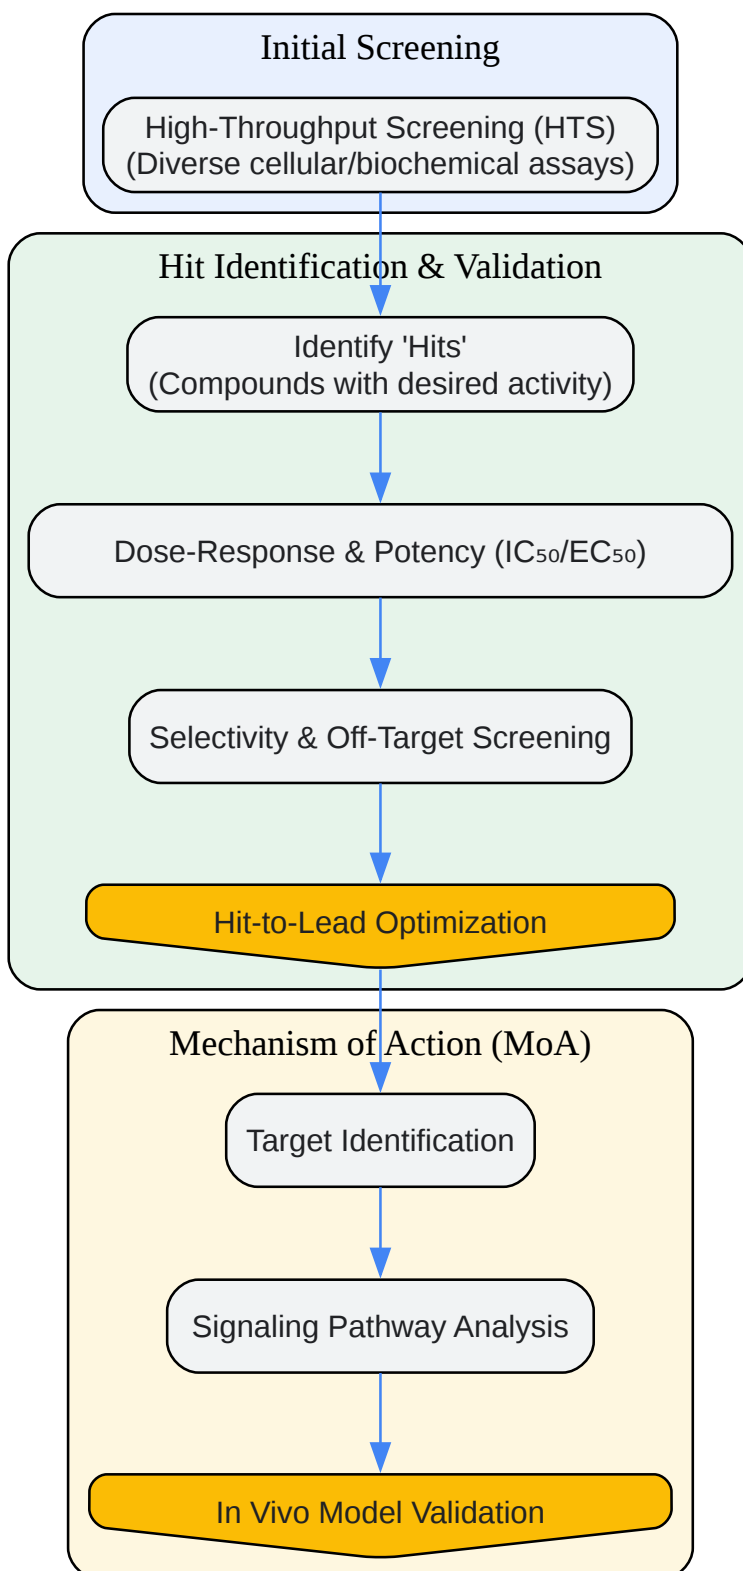 Initial Screening
High-Throughput Screening (HTS)
(Diverse cellular/biochemical assays)
Hit Identification & Validation
Identify 'Hits'
(Compounds with desired activity)
Dose-Response & Potency (IC₅₀/EC₅₀)
Selectivity & Off-Target Screening
Hit-to-Lead Optimization
Mechanism of Action (MoA)
Target Identification
Signaling Pathway Analysis
In Vivo Model Validation